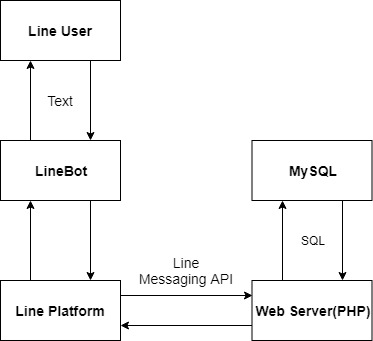 Line User
Text
LineBot
MySQL
SQL
Line
Messaging API
Line Platform
Web Server(PHP)